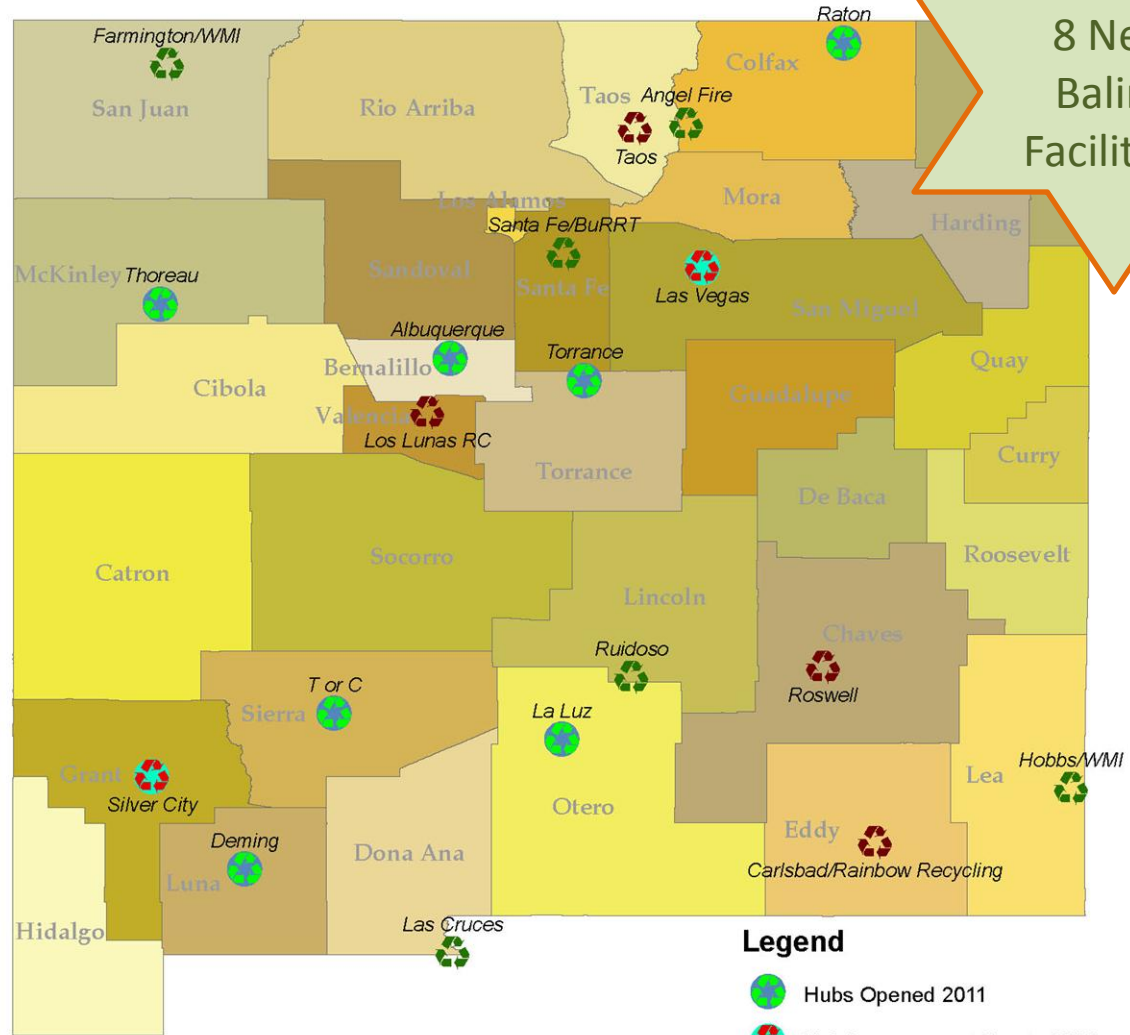 Raton
Farmington/WMI
8 Ne
Balin
Facilit
Colfax
San Juan
Rio Arriba
Taos
Angel Fire
Taos
Los Alamos
Mora
Harding
Santa Fe/BuRRT
McKinley
Thoreau
Sandoval
Santa Fe
Las Vegas
San Miguel
Albuquerque
Bernalillo
Torrance
Quay
Cibola
Guadalupe
Valencia
Los Lunas RC
Torrance
Curry
De Baca
Catron
Socorro
Roosevelt
Lincoln
Chaves
Ruidoso
Roswell
T or C
Sierra
La Luz
Grant
Silver City
Hobbs/WMI
Lea
Otero
Eddy
Deming
Dona Ana
Luna
Carlsbad/Rainbow Recycling
Hidalgo
Las Cruces
Legend
Hubs Opened 2011